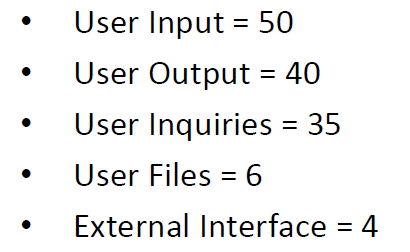 • User Input = 50
• User Output = 40
• User Inquiries = 35
• User Files = 6
• External Interface = 4